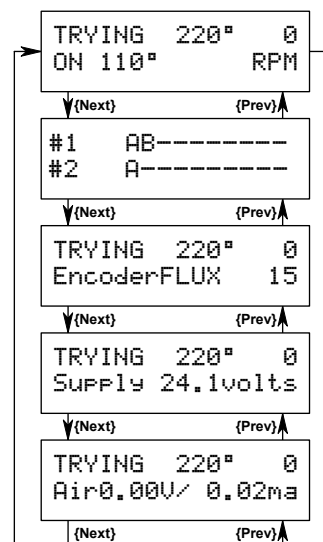 TRYING 220° 0
ON 110° RPM
{Next} {Prev}
#1 AB--------
#2 A---------
{Next} {Prev}
TRYING 220° 0
EncoderFLUX 15
{Next} {Prev}
TRYING 220° 0
Supply 24.1volts
{Next} {Prev}
TRYING 220° 0
Air0.00V/ 0.02ma
{Next} {Prev}